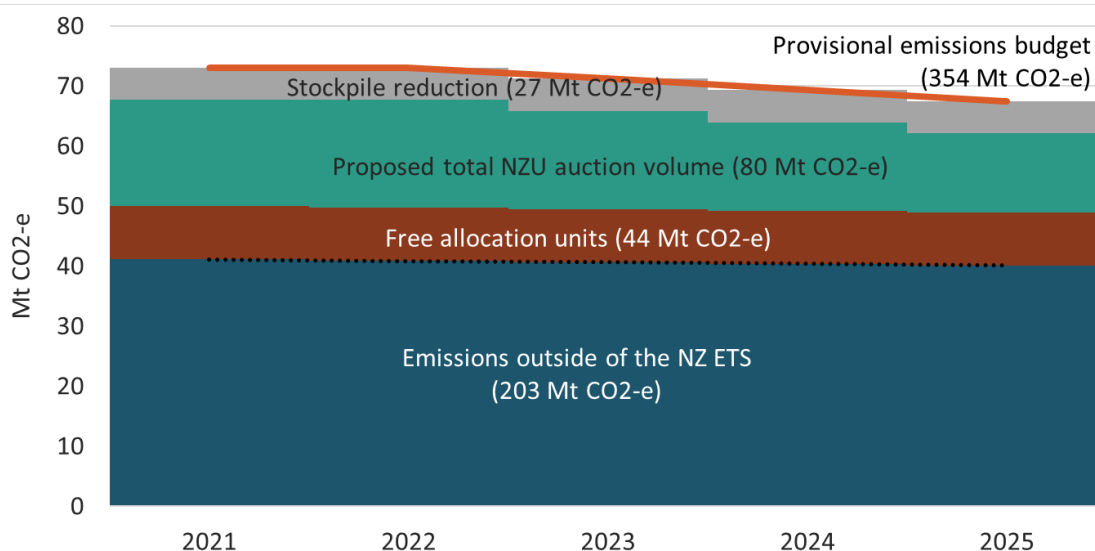 80
70
60
50
40
30
20
10
0
Mt CO2-e
Provisional emissions budget
(354 Mt CO2-e)
Stockpile reduction (27 Mt CO2-e)
Proposed total NZU auction volume (80 Mt CO2-e)
Free allocation units (44 Mt CO2-e)
Emissions outside of the NZ ETS
(203 Mt CO2-e)
2021 2022 2023 2024 2025